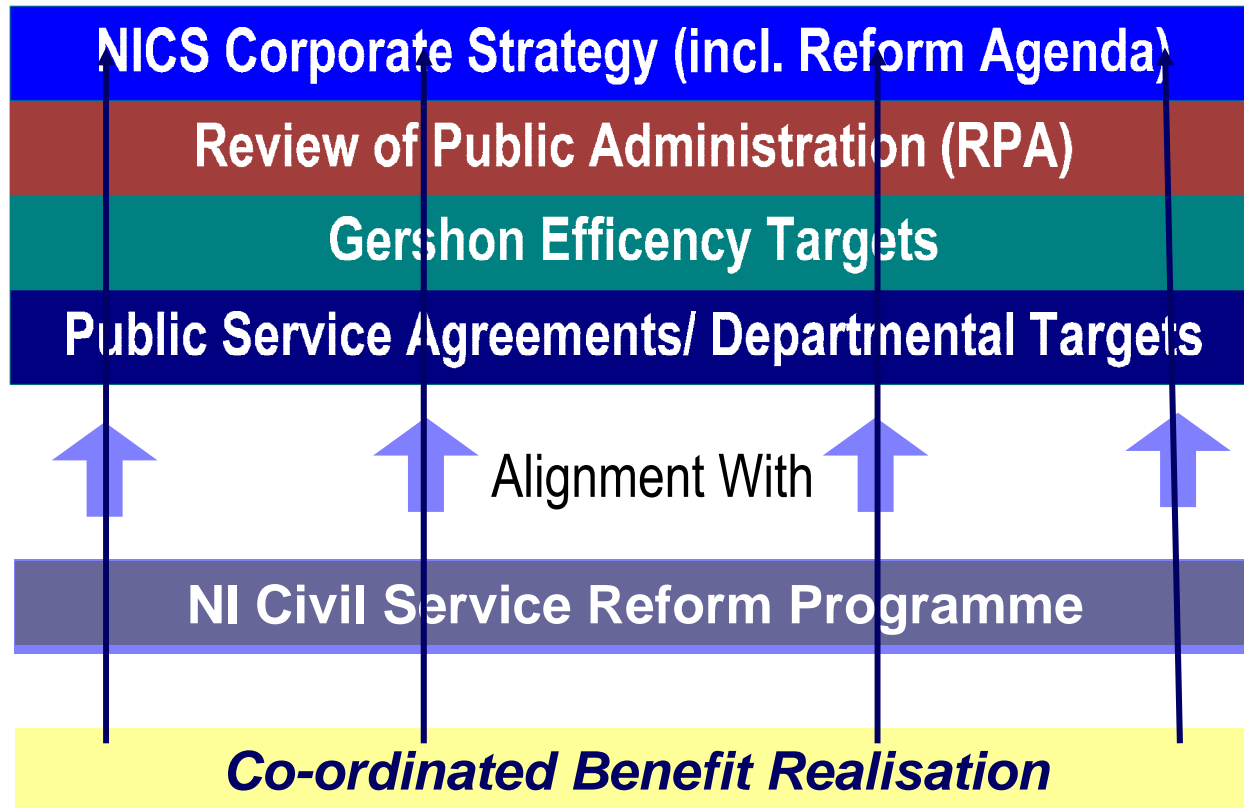 NICS Corporate Strategy (incl. Reform Agenda)
Review of Public Administration (RPA)
Gershon Efficency Targets
Public Service Agreements/ Departmental Targets
Alignment With
NI Civil Service Reform Programme
Co-ordinated Benefit Realisation